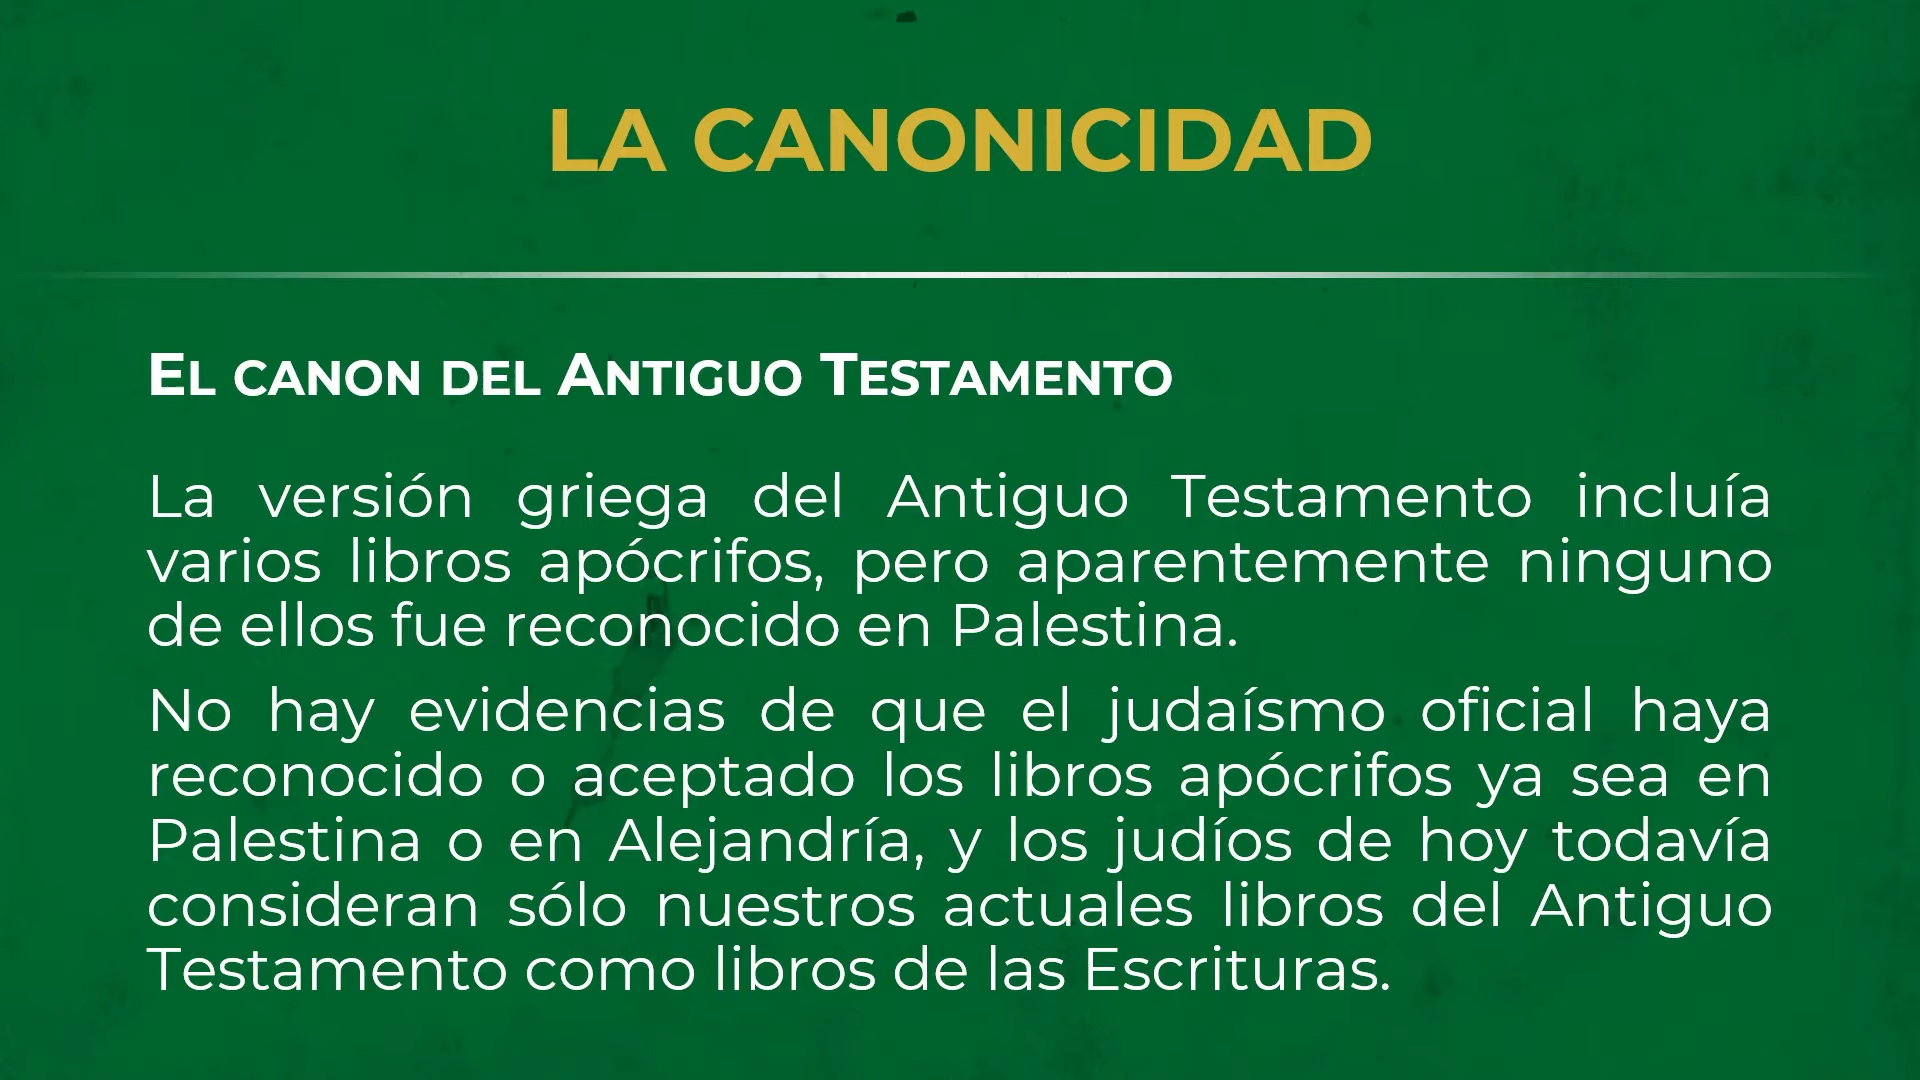 LA CANONICIDAD
El canon del Antiguo Testamento
La versión griega del Antiguo Testamento incluía
varios libros apócrifos, pero aparentemente ninguno
de ellos fue reconocido en Palestina.
No hay evidencias de que el judaísmo oficial haya
reconocido o aceptado los libros apócrifos ya sea en
Palestina o en Alejandría, y los judíos de hoy todavía
consideran sólo nuestros actuales libros del Antiguo
Testamento como libros de las Escrituras.